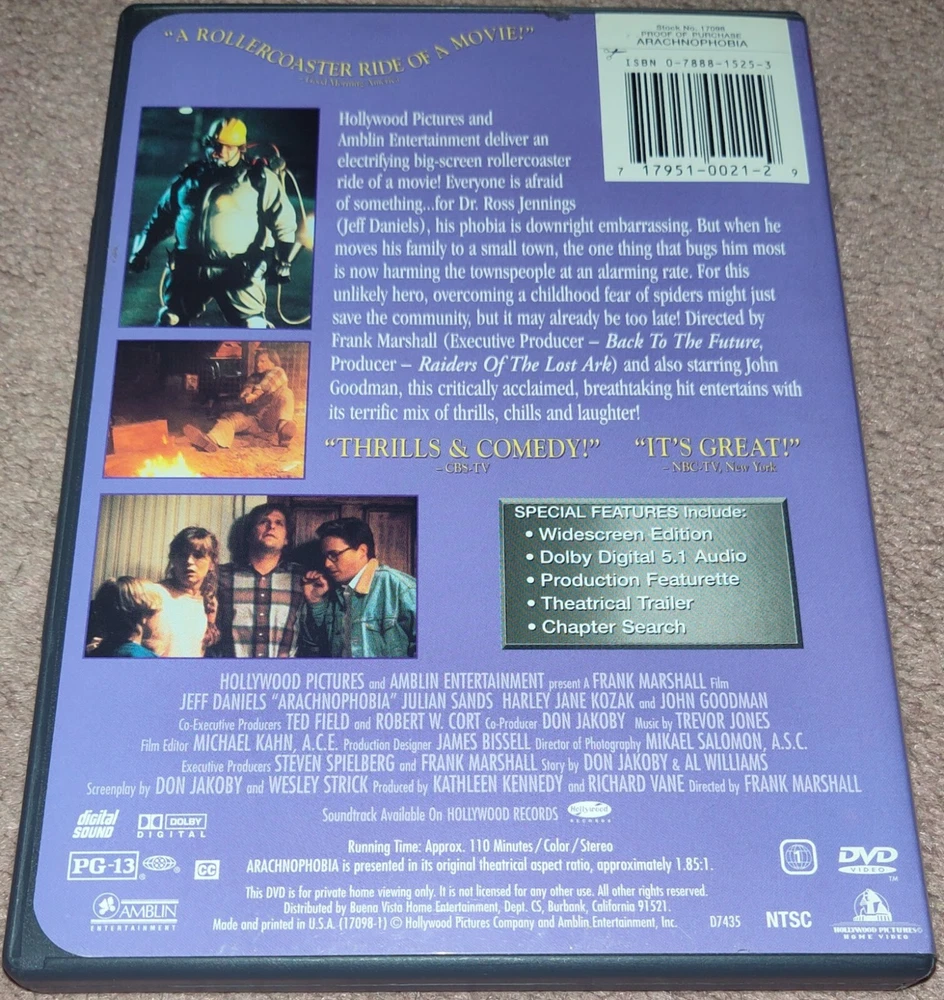 "A ROLLERCOASTER RIDE OF A MOVIE!"
– Good Morning America
Stock No. 17098
PROOF OF PURCHASE
ARACHNOPHOBIA
ISBN 0-7888-1525-3
7 17951-0021-2 9
Hollywood Pictures and
Amblin Entertainment deliver an
electrifying big-screen rollercoaster
ride of a movie! Everyone is afraid
of something...for Dr. Ross Jennings
(Jeff Daniels), his phobia is downright embarrassing. But when he
moves his family to a small town, the one thing that bugs him most
is now harming the townspeople at an alarming rate. For this
unlikely hero, overcoming a childhood fear of spiders might just
save the community, but it may already be too late! Directed by
Frank Marshall (Executive Producer – Back To The Future,
Producer – Raiders Of The Lost Ark) and also starring John
Goodman, this critically acclaimed, breathtaking hit entertains with
its terrific mix of thrills, chills and laughter!
"THRILLS & COMEDY!" "IT'S GREAT!"
– CBS-TV – NBC-TV, New York
SPECIAL FEATURES Include:
• Widescreen Edition
• Dolby Digital 5.1 Audio
• Production Featurette
• Theatrical Trailer
• Chapter Search
HOLLYWOOD PICTURES and AMBLIN ENTERTAINMENT present A FRANK MARSHALL Film
JEFF DANIELS "ARACHNOPHOBIA" JULIAN SANDS HARLEY JANE KOZAK and JOHN GOODMAN
Co-Executive Producers TED FIELD and ROBERT W. CORT Co-Producer DON JAKOBY Music by TREVOR JONES
Film Editor MICHAEL KAHN, A.C.E. Production Designer JAMES BISSELL Director of Photography MIKAEL SALOMON, A.S.C.
Executive Producers STEVEN SPIELBERG and FRANK MARSHALL Story by DON JAKOBY & AL WILLIAMS
Screenplay by DON JAKOBY and WESLEY STRICK Produced by KATHLEEN KENNEDY and RICHARD VANE Directed by FRANK MARSHALL
Soundtrack Available On HOLLYWOOD RECORDS Hollywood RECORDS
digital SOUND DOLBY DIGITAL
Running Time: Approx. 110 Minutes/Color/Stereo
ARACHNOPHOBIA is presented in its original theatrical aspect ratio, approximately 1.85:1.
PG-13 ® ® CC
1 DVD VIDEO TM
This DVD is for private home viewing only. It is not licensed for any other use. All other rights reserved.
Distributed by Buena Vista Home Entertainment, Dept. CS, Burbank, California 91521.
Made and printed in U.S.A. (17098-1) © Hollywood Pictures Company and Amblin Entertainment, Inc. D7435 NTSC
AMBLIN ENTERTAINMENT
HOLLYWOOD PICTURES® HOME VIDEO